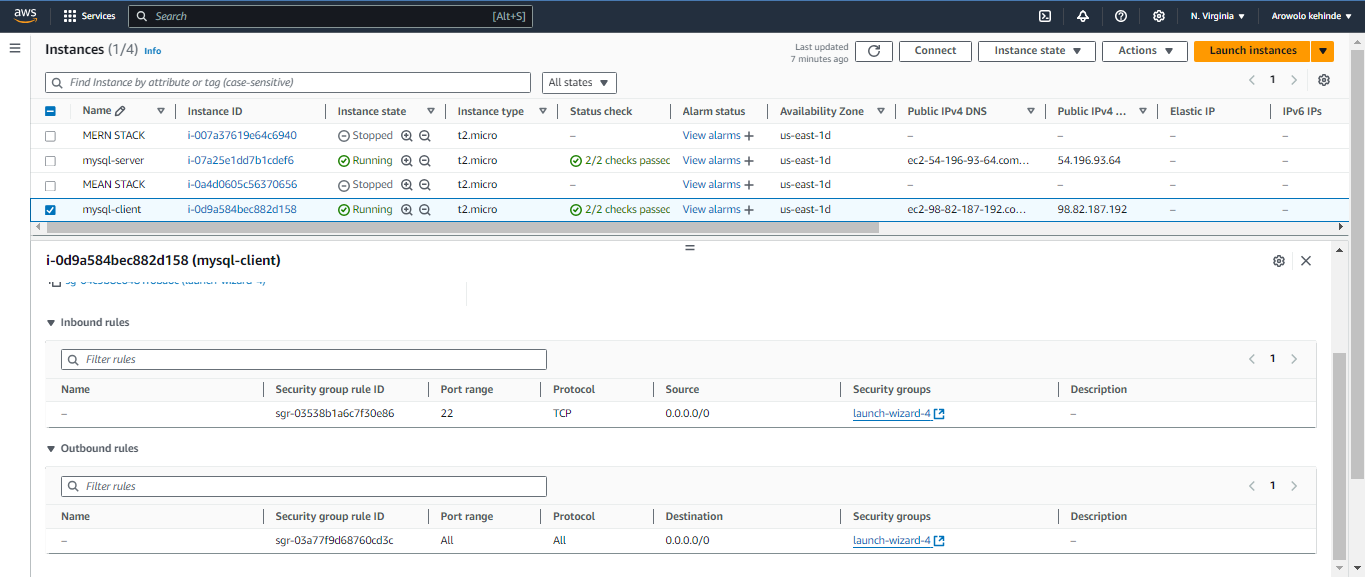 aws Services Search [Alt+S] N. Virginia Arowolo kehinde
Instances (1/4) Info Last updated 7 minutes ago Connect Instance state Actions Launch instances
Find Instance by attribute or tag (case-sensitive) All states 1
Name Instance ID Instance state Instance type Status check Alarm status Availability Zone Public IPv4 DNS Public IPv4 ... Elastic IP IPv6 IPs
MERN STACK i-007a37619e64c6940 Stopped t2.micro – View alarms + us-east-1d – – – –
mysql-server i-07a25e1dd7b1cdef6 Running t2.micro 2/2 checks passed View alarms + us-east-1d ec2-54-196-93-64.com... 54.196.93.64 – –
MEAN STACK i-0a4d0605c56370656 Stopped t2.micro – View alarms + us-east-1d – – – –
mysql-client i-0d9a584bec882d158 Running t2.micro 2/2 checks passed View alarms + us-east-1d ec2-98-82-187-192.co... 98.82.187.192 – –
i-0d9a584bec882d158 (mysql-client)
Inbound rules
Filter rules 1
Name Security group rule ID Port range Protocol Source Security groups Description
– sgr-03538b1a6c7f30e86 22 TCP 0.0.0.0/0 launch-wizard-4 –
Outbound rules
Filter rules 1
Name Security group rule ID Port range Protocol Destination Security groups Description
– sgr-03a77f9d68760cd3c All All 0.0.0.0/0 launch-wizard-4 –